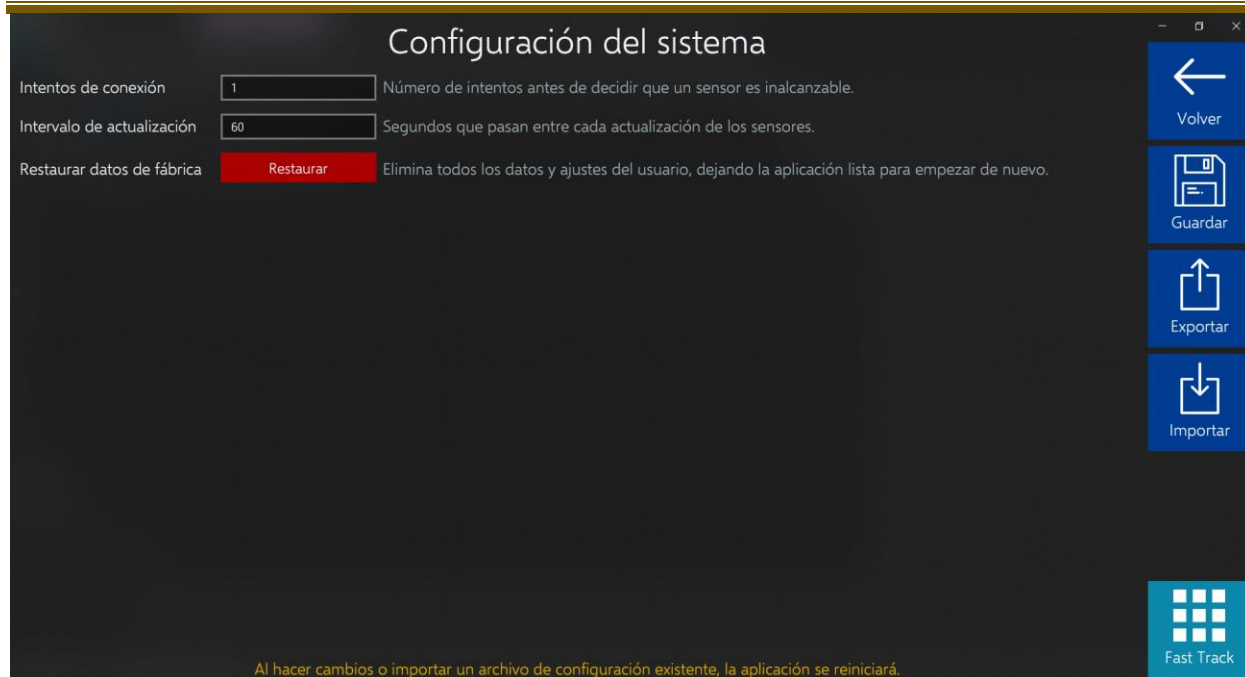 Configuración del sistema
Intentos de conexión 1 Número de intentos antes de decidir que un sensor es inalcanzable.
Intervalo de actualización 60 Segundos que pasan entre cada actualización de los sensores.
Restaurar datos de fábrica Restaurar Elimina todos los datos y ajustes del usuario, dejando la aplicación lista para empezar de nuevo.
Volver
Guardar
Exportar
Importar
Fast Track
Al hacer cambios o importar un archivo de configuración existente, la aplicación se reiniciará.